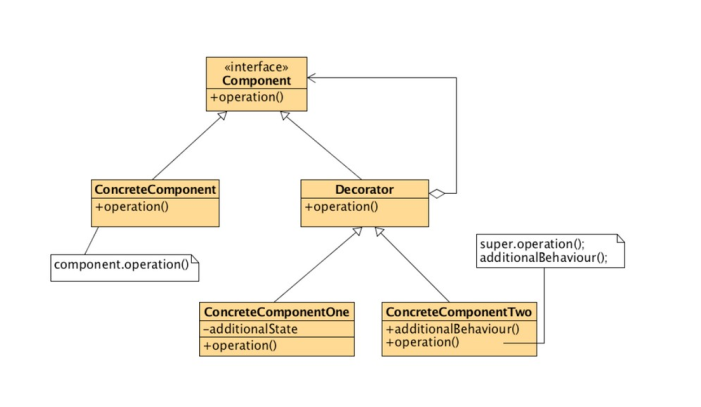 «interface»
Component
+operation()
ConcreteComponent
+operation()
Decorator
+operation()
component.operation()
super.operation();
additionalBehaviour();
ConcreteComponentOne
-additionalState
+operation()
ConcreteComponentTwo
+additionalBehaviour()
+operation()